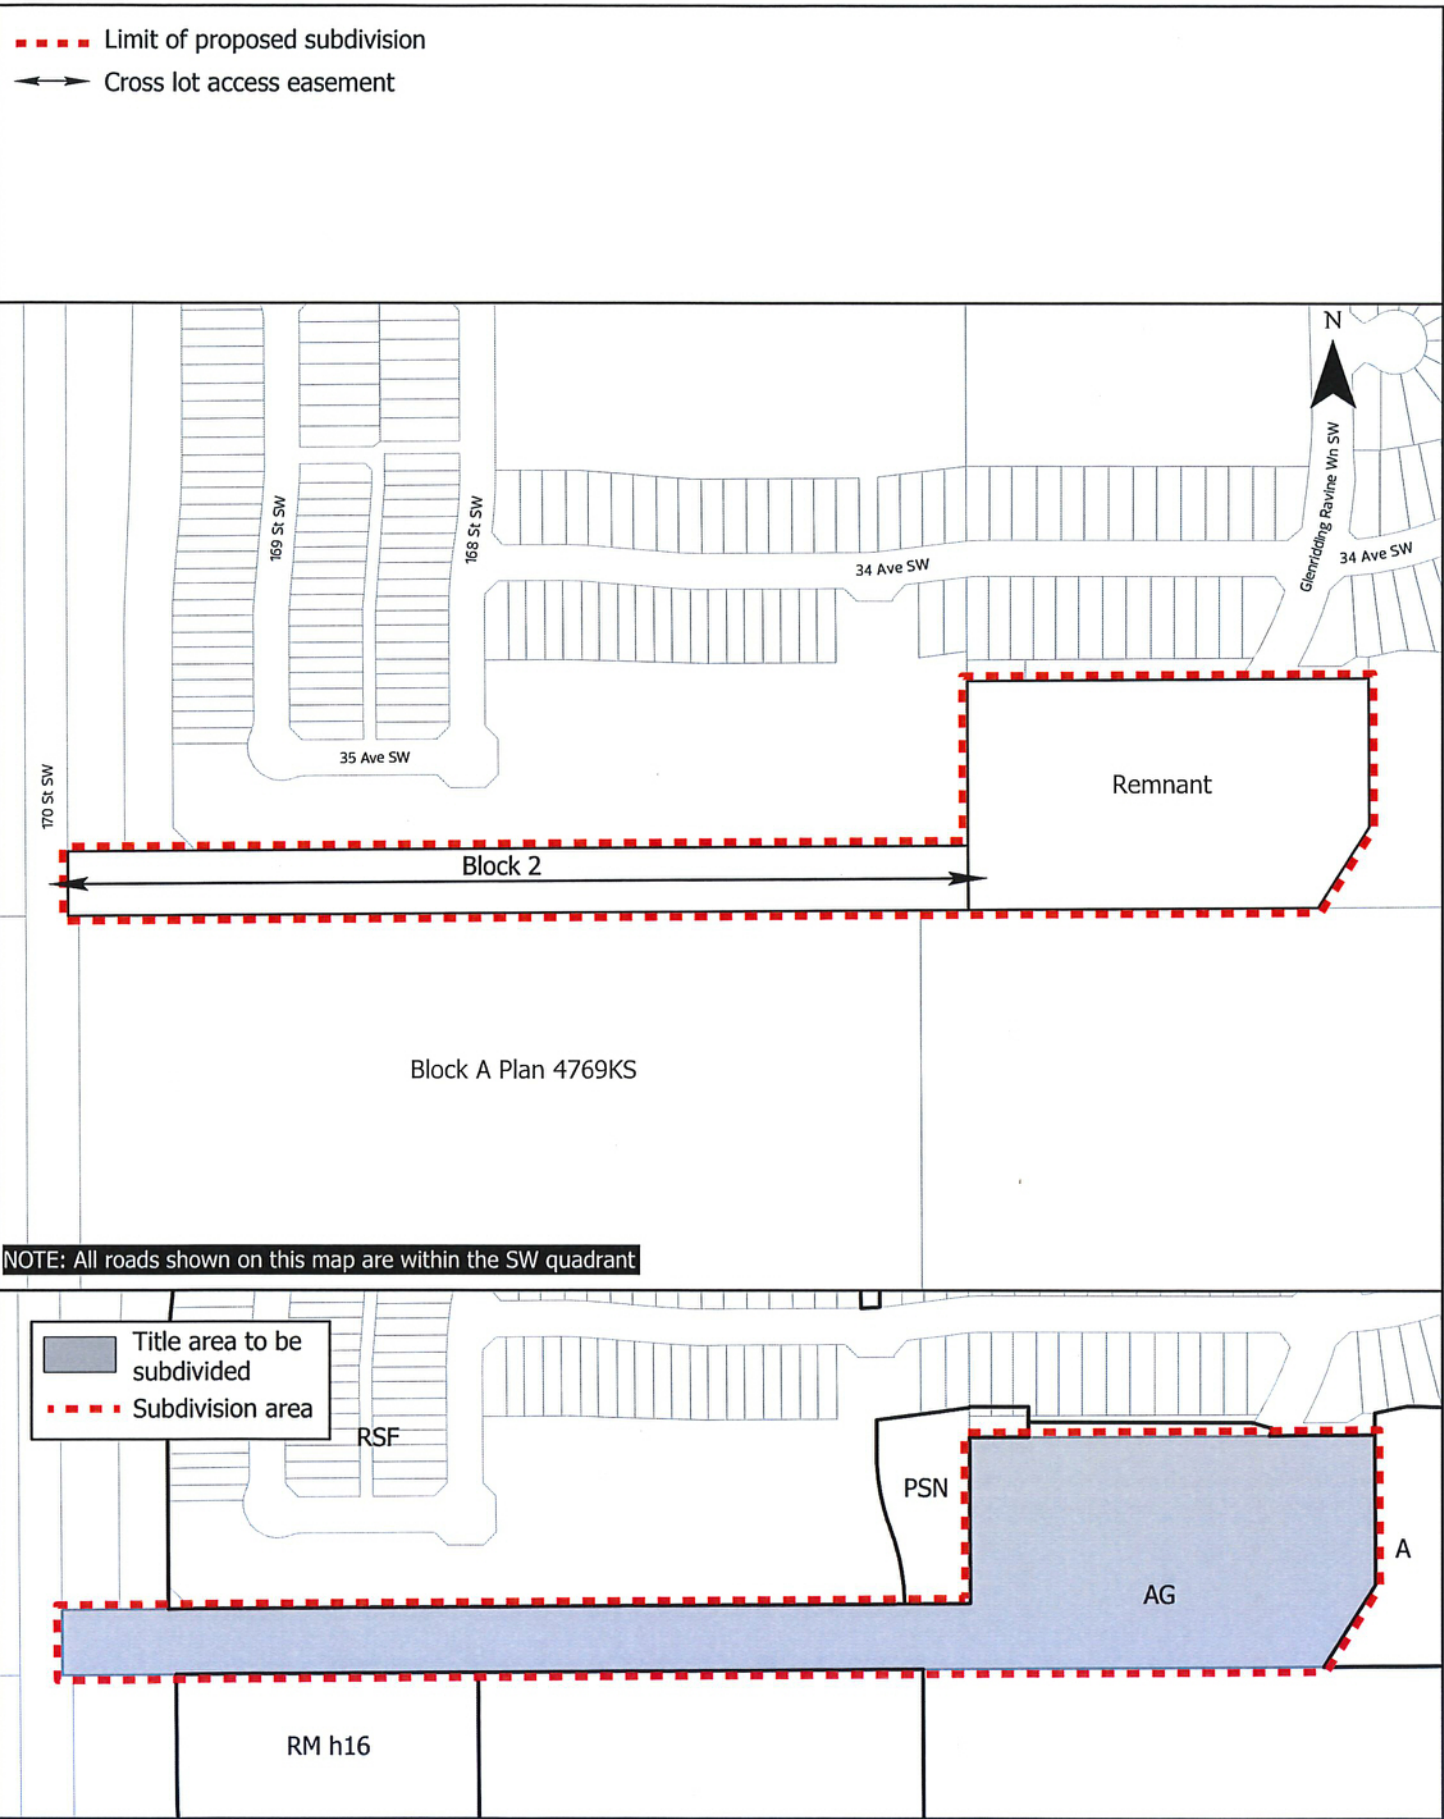 Limit of proposed subdivision
Cross lot access easement
N
Glenridding Ravine Wn SW
169 St SW
168 St SW
34 Ave SW
34 Ave SW
35 Ave SW
170 St SW
Remnant
Block 2
Block A Plan 4769KS
NOTE: All roads shown on this map are within the SW quadrant
Title area to be
subdivided
Subdivision area
RSF
PSN
A
AG
RM h16